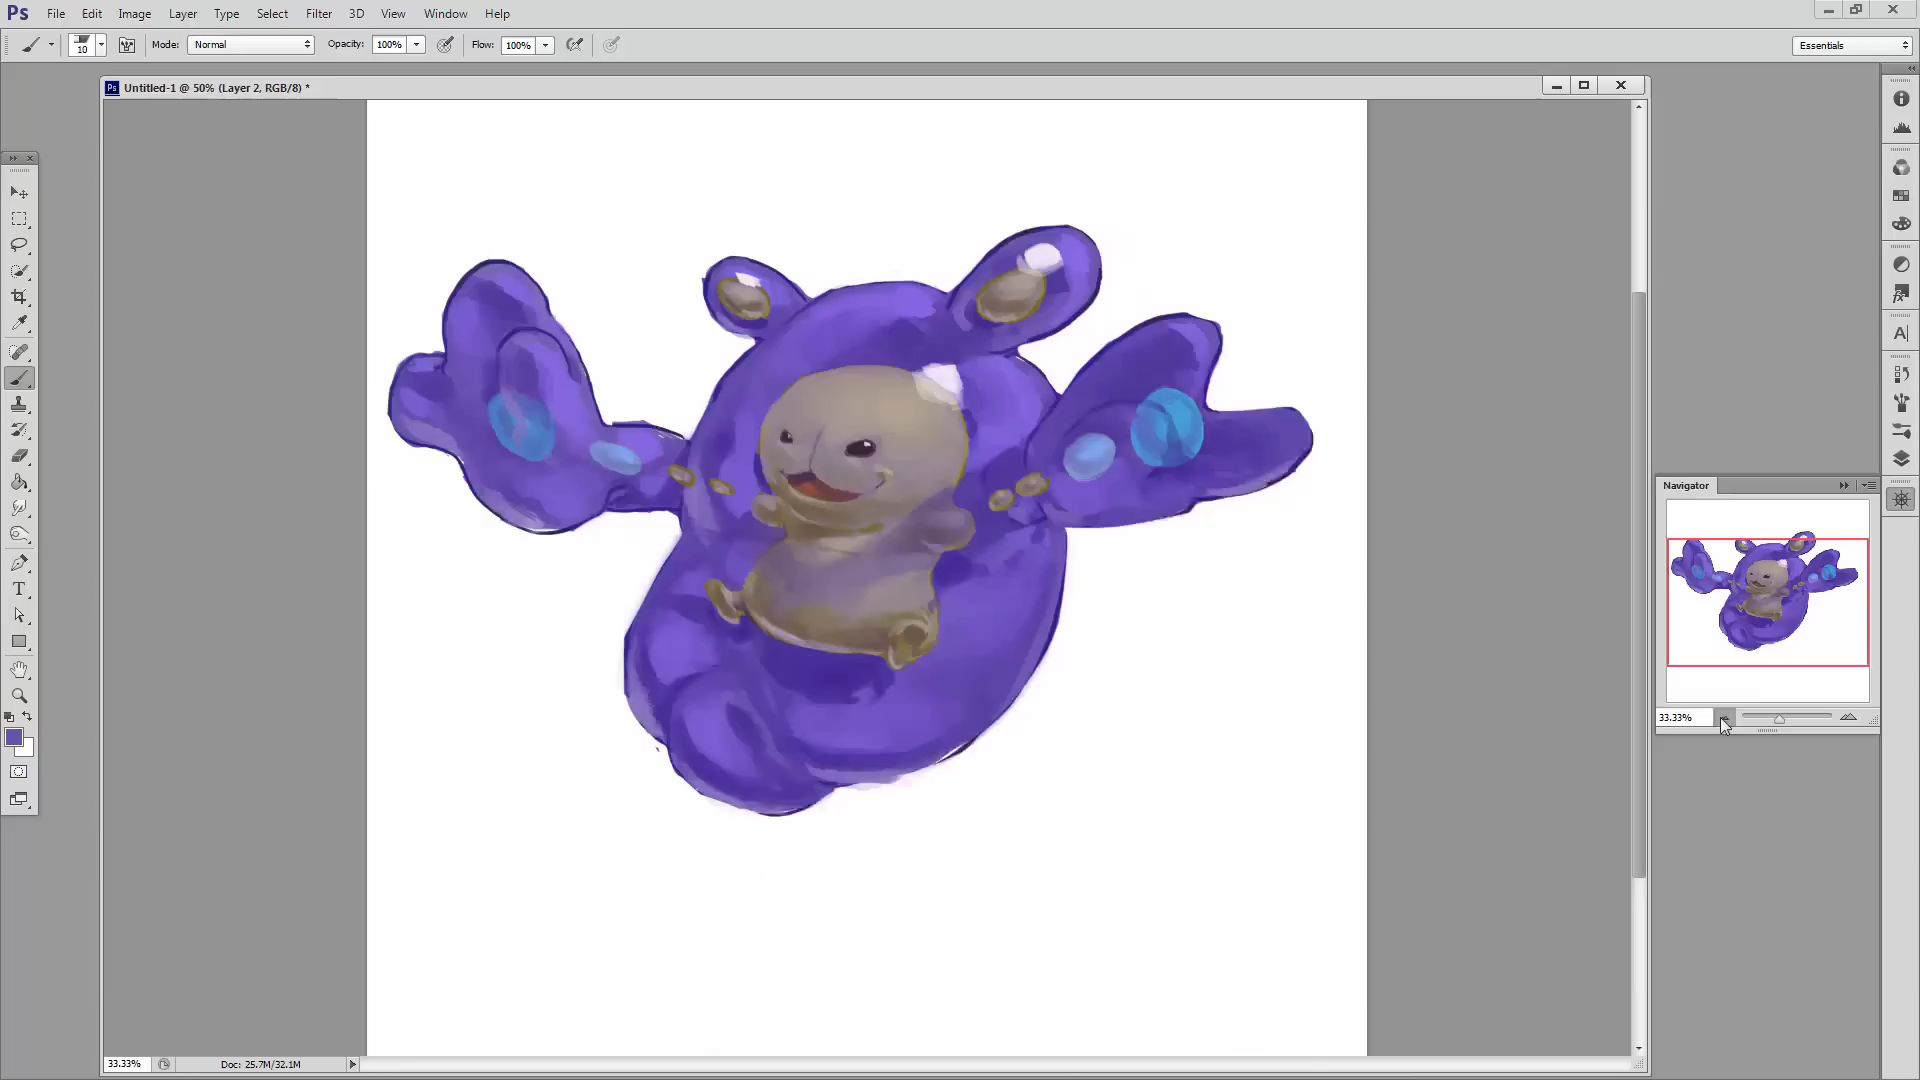 Ps File Edit Image Layer Type Select Filter 3D View Window Help
10 Mode: Normal Opacity: 100% Flow: 100% Essentials
Ps Untitled-1 @ 50% (Layer 2, RGB/8) *
Navigator
33.33%
33.33% Doc: 25.7M/32.1M